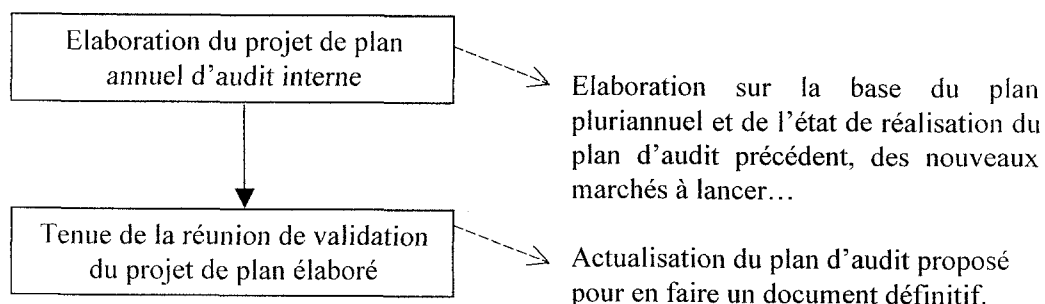 Elaboration du projet de plan
annuel d'audit interne
Elaboration sur la base du plan
pluriannuel et de l'état de réalisation du
plan d'audit précédent, des nouveaux
marchés à lancer…
Tenue de la réunion de validation
du projet de plan élaboré
Actualisation du plan d'audit proposé
pour en faire un document définitif.